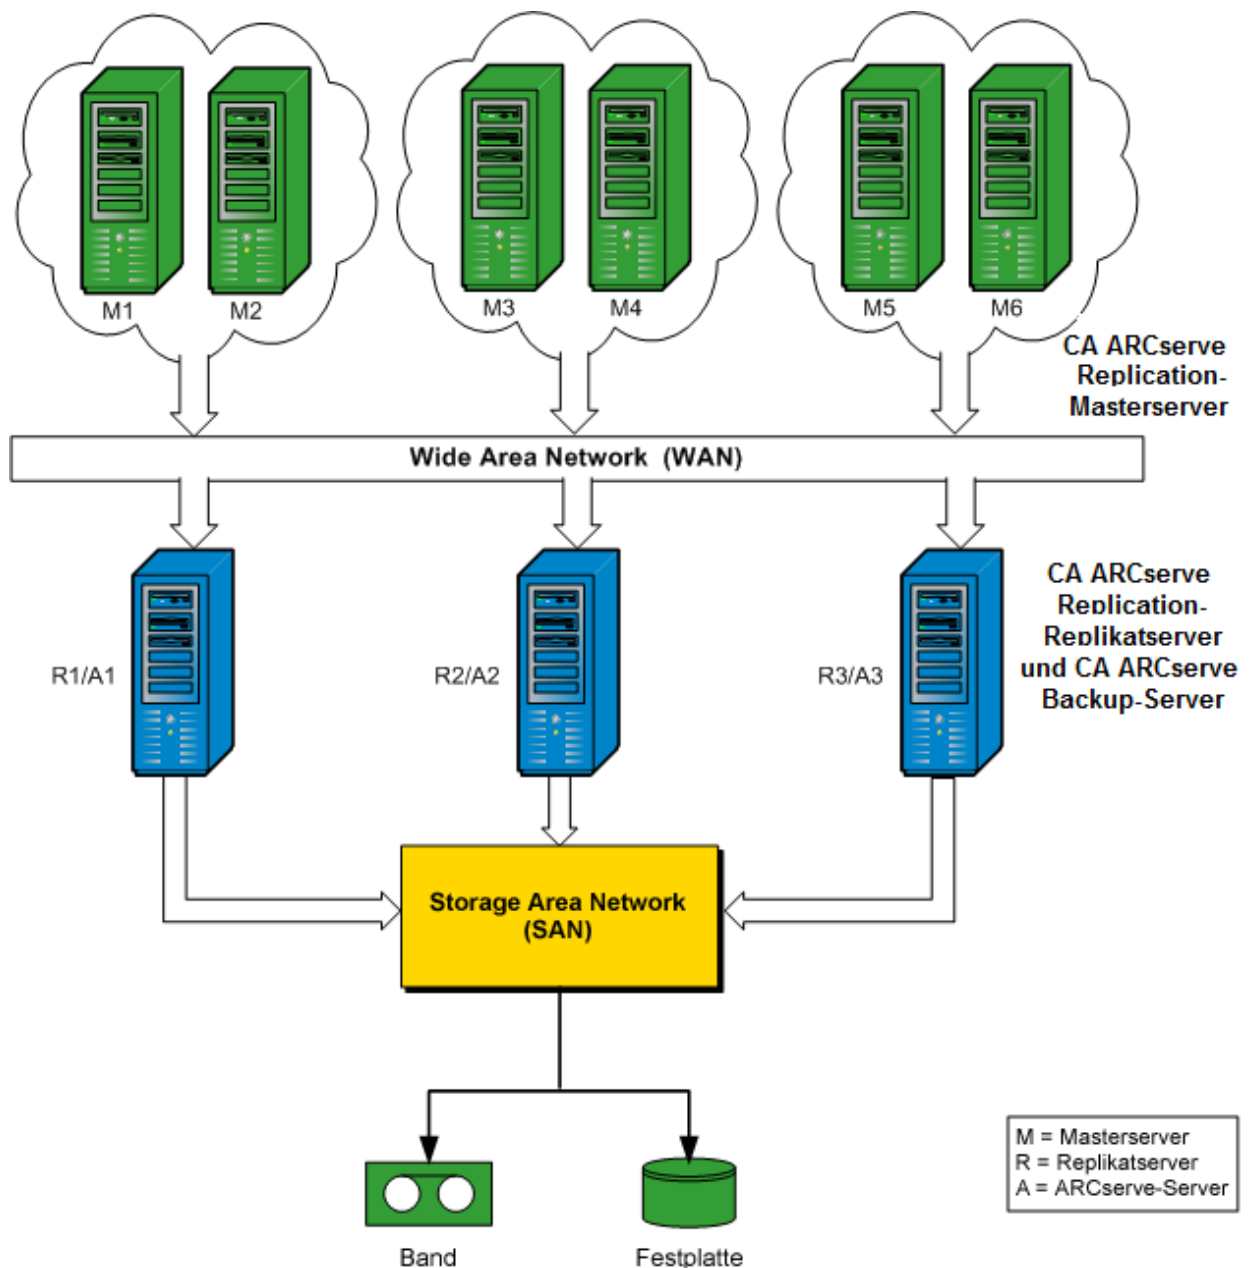 M1
M2
M3
M4
M5
M6
CA ARCserve
Replication-
Masterserver
Wide Area Network (WAN)
R1/A1
R2/A2
R3/A3
CA ARCserve
Replication-
Replikatserver
und CA ARCserve
Backup-Server
Storage Area Network
(SAN)
M = Masterserver
R = Replikatserver
A = ARCserve-Server
Band
Festplatte